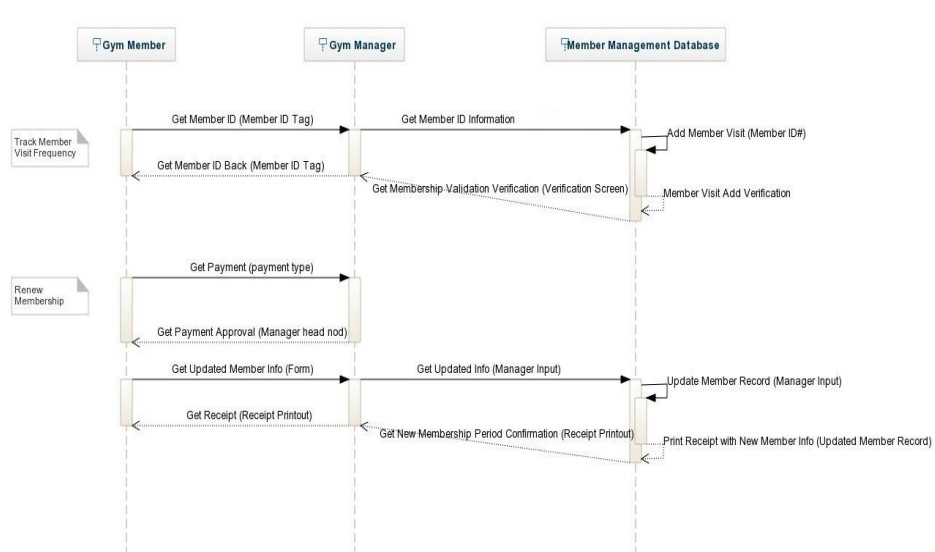 Gym Member
Gym Manager
Member Management Database
Track Member
Visit Frequency
Get Member ID (Member ID Tag)
Get Member ID Information
Add Member Visit (Member ID#)
Get Member ID Back (Member ID Tag)
Get Membership Validation Verification (Verification Screen)
Member Visit Add Verification
Renew
Membership
Get Payment (payment type)
Get Payment Approval (Manager head nod)
Get Updated Member Info (Form)
Get Updated Info (Manager Input)
Update Member Record (Manager Input)
Get Receipt (Receipt Printout)
Get New Membership Period Confirmation (Receipt Printout)
Print Receipt with New Member Info (Updated Member Record)